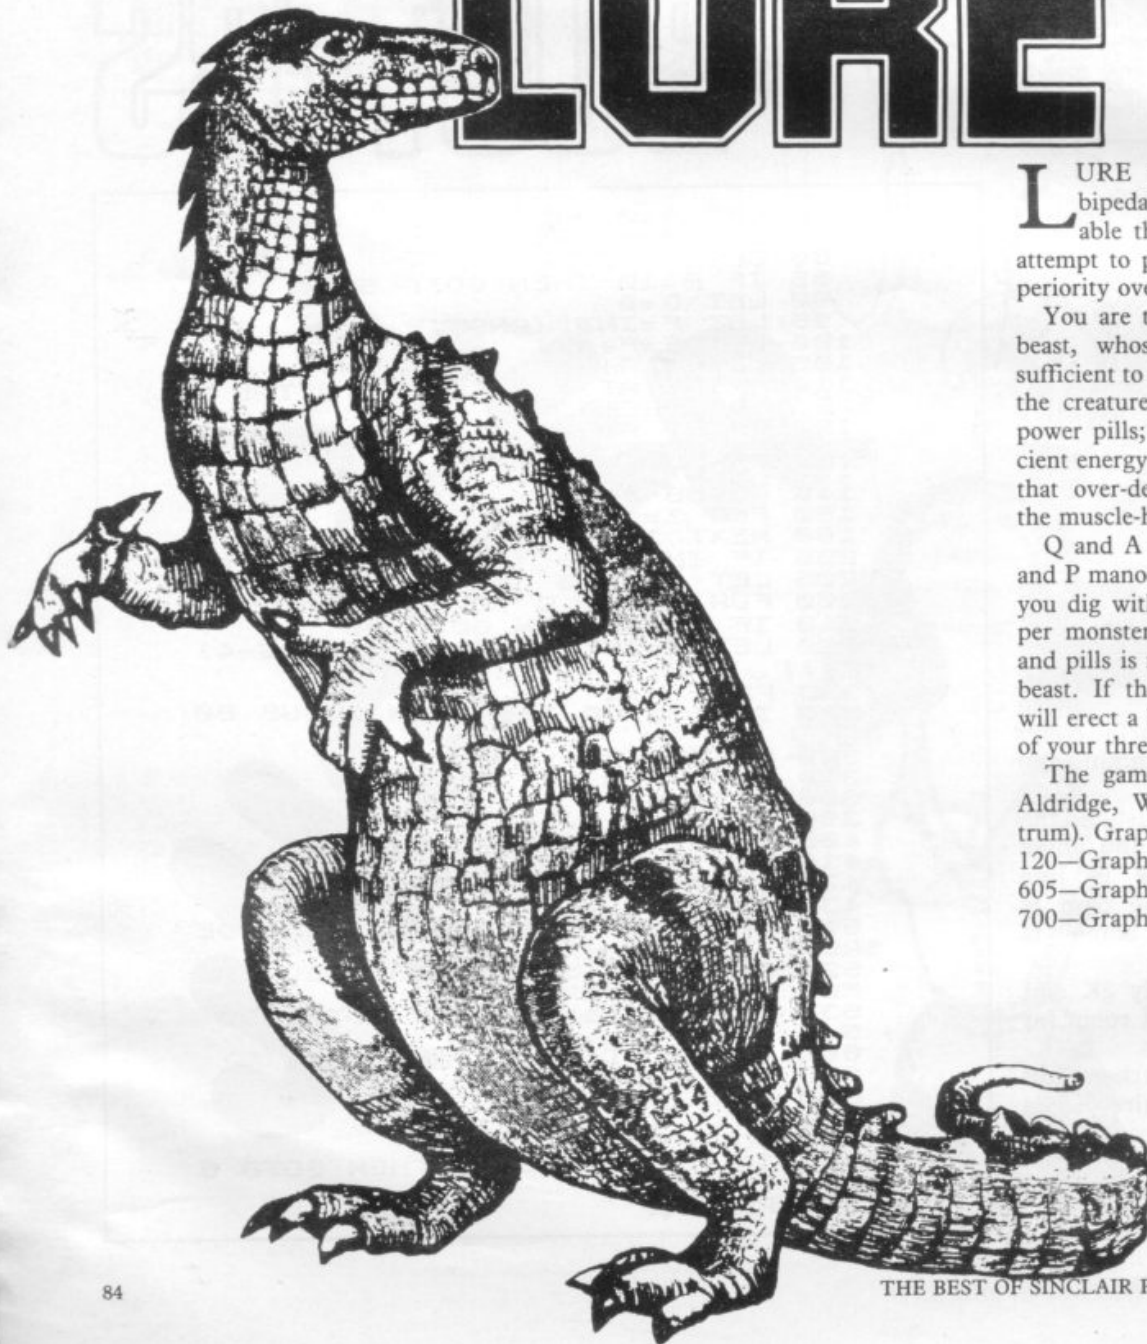 LURE
LURE
bipeda
able th
attempt to p
periority ove
You are t
beast, whos
sufficient to
the creature
power pills;
cient energy
that over-de
the muscle-h
Q and A
and P mano
you dig wit
per monster
and pills is
beast. If th
will erect a
of your thre
The gam
Aldridge, W
trum). Grap
120—Graph
605—Graph
700—Graph
84
THE BEST OF SINCLAIR